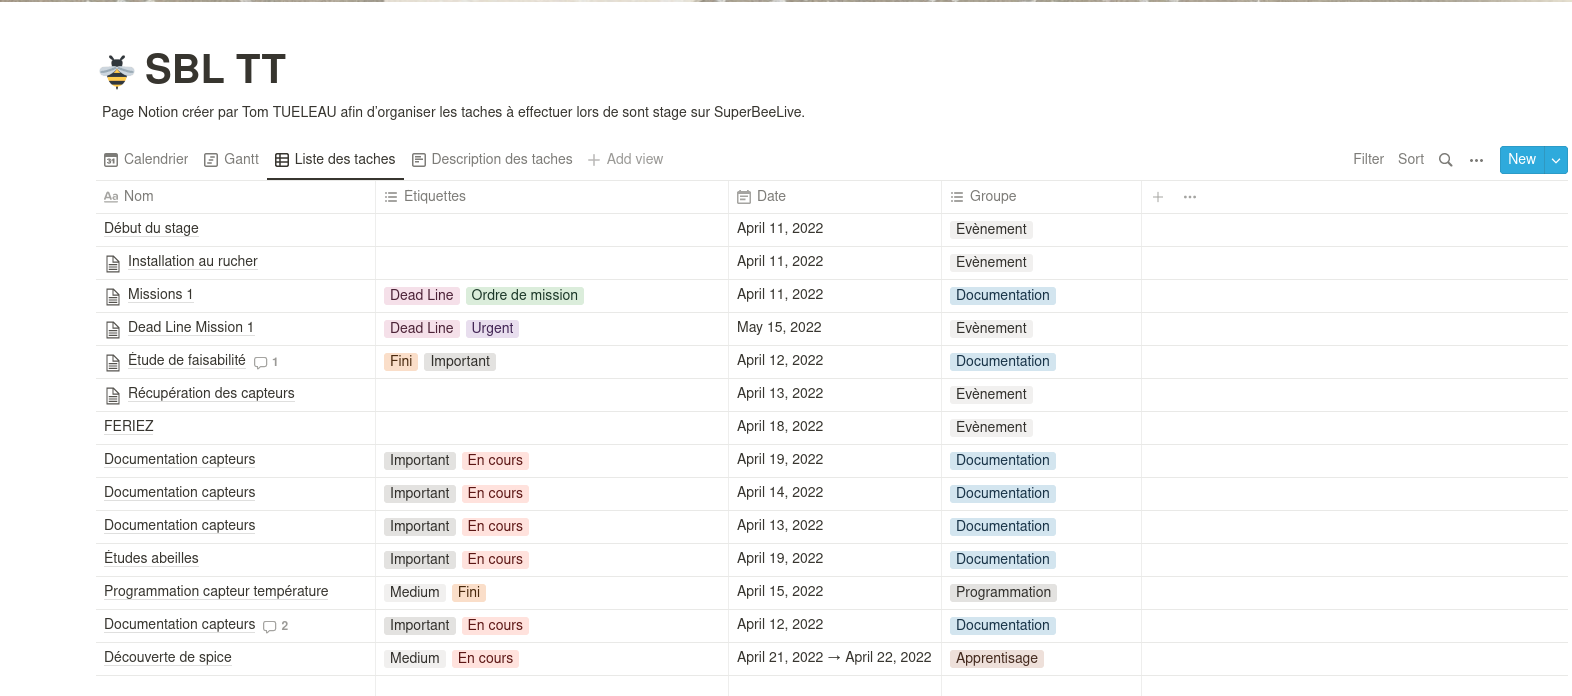 SBL TT
Page Notion créer par Tom TUELEAU afin d'organiser les taches à effectuer lors de sont stage sur SuperBeeLive.
31 Calendrier Gantt Liste des taches Description des taches + Add view Filter Sort ••• New
Aa Nom Etiquettes Date Groupe + •••
Début du stage April 11, 2022 Evènement
Installation au rucher April 11, 2022 Evènement
Missions 1 Dead Line Ordre de mission April 11, 2022 Documentation
Dead Line Mission 1 Dead Line Urgent May 15, 2022 Evènement
Étude de faisabilité 1 Fini Important April 12, 2022 Documentation
Récupération des capteurs April 13, 2022 Evènement
FERIEZ April 18, 2022 Evènement
Documentation capteurs Important En cours April 19, 2022 Documentation
Documentation capteurs Important En cours April 14, 2022 Documentation
Documentation capteurs Important En cours April 13, 2022 Documentation
Études abeilles Important En cours April 19, 2022 Documentation
Programmation capteur température Medium Fini April 15, 2022 Programmation
Documentation capteurs 2 Important En cours April 12, 2022 Documentation
Découverte de spice Medium En cours April 21, 2022 → April 22, 2022 Apprentisage